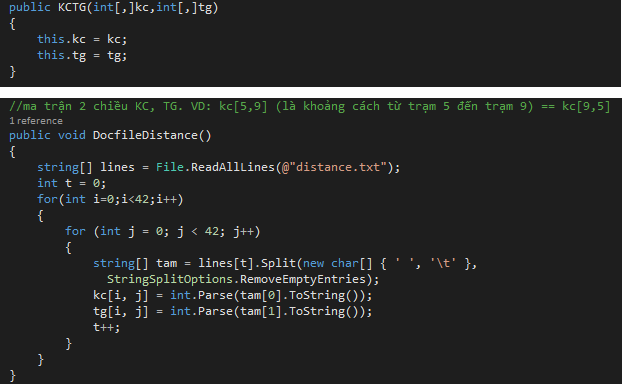 public KCTG(int[,]kc,int[,]tg)
{
    this.kc = kc;
    this.tg = tg;
}
//ma trận 2 chiều KC, TG. VD: kc[5,9] (là khoảng cách từ trạm 5 đến trạm 9) == kc[9,5]
1 reference
public void DocfileDistance()
{
    string[] lines = File.ReadAllLines(@"distance.txt");
    int t = 0;
    for(int i=0;i<42;i++)
    {
        for (int j = 0; j < 42; j++)
        {
            string[] tam = lines[t].Split(new char[] { ' ', '\t' },
              StringSplitOptions.RemoveEmptyEntries);
            kc[i, j] = int.Parse(tam[0].ToString());
            tg[i, j] = int.Parse(tam[1].ToString());
            t++;
        }
    }
}